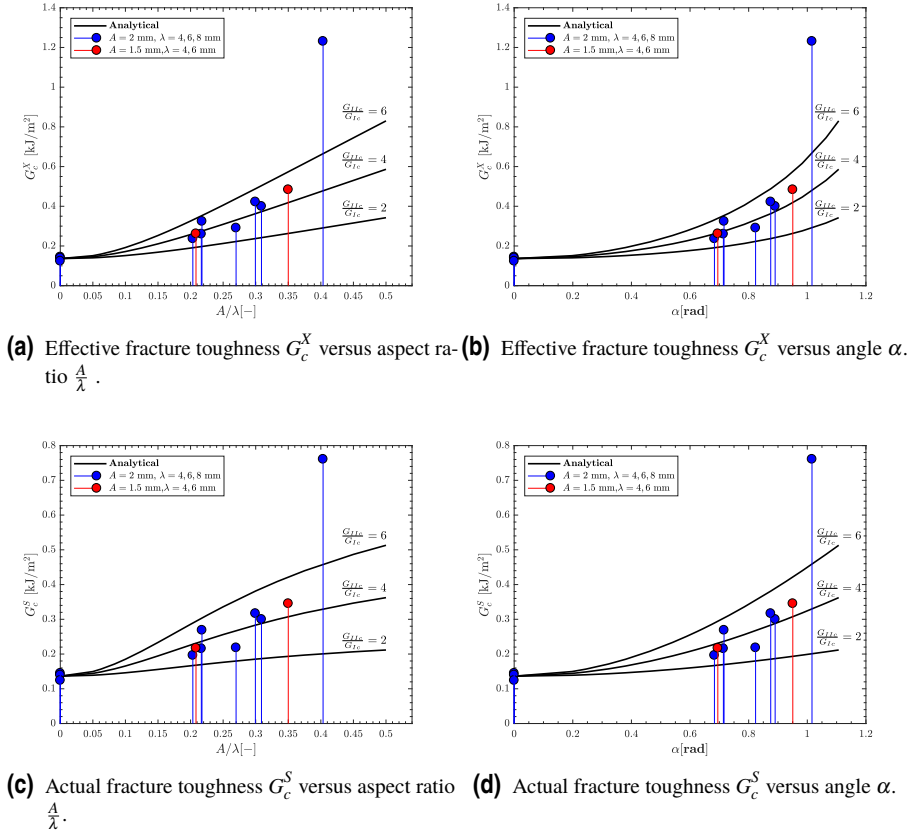 1.4
1.2
1
0.8
0.6
0.4
0.2
0
G_c^X [kJ/m²]
Analytical
A = 2 mm, λ = 4,6,8 mm
A = 1.5 mm,λ = 4,6 mm
G_{IIc}/G_{Ic} = 6
G_{IIc}/G_{Ic} = 4
G_{IIc}/G_{Ic} = 2
0 0.05 0.1 0.15 0.2 0.25 0.3 0.35 0.4 0.45 0.5
A/λ[−]
1.4
1.2
1
0.8
0.6
0.4
0.2
0
G_c^X [kJ/m²]
Analytical
A = 2 mm, λ = 4,6,8 mm
A = 1.5 mm,λ = 4,6 mm
G_{IIc}/G_{Ic} = 6
G_{IIc}/G_{Ic} = 4
G_{IIc}/G_{Ic} = 2
0 0.2 0.4 0.6 0.8 1 1.2
α[rad]
(a) Effective fracture toughness G_c^X versus aspect ra-
tio A/λ .
(b) Effective fracture toughness G_c^X versus angle α.
0.8
0.7
0.6
0.5
0.4
0.3
0.2
0.1
0
G_c^S [kJ/m²]
Analytical
A = 2 mm, λ = 4,6,8 mm
A = 1.5 mm,λ = 4,6 mm
G_{IIc}/G_{Ic} = 6
G_{IIc}/G_{Ic} = 4
G_{IIc}/G_{Ic} = 2
0 0.05 0.1 0.15 0.2 0.25 0.3 0.35 0.4 0.45 0.5
A/λ[−]
0.8
0.7
0.6
0.5
0.4
0.3
0.2
0.1
0
G_c^S [kJ/m²]
Analytical
A = 2 mm, λ = 4,6,8 mm
A = 1.5 mm,λ = 4,6 mm
G_{IIc}/G_{Ic} = 6
G_{IIc}/G_{Ic} = 4
G_{IIc}/G_{Ic} = 2
0 0.2 0.4 0.6 0.8 1 1.2
α[rad]
(c) Actual fracture toughness G_c^S versus aspect ratio
A/λ.
(d) Actual fracture toughness G_c^S versus angle α.